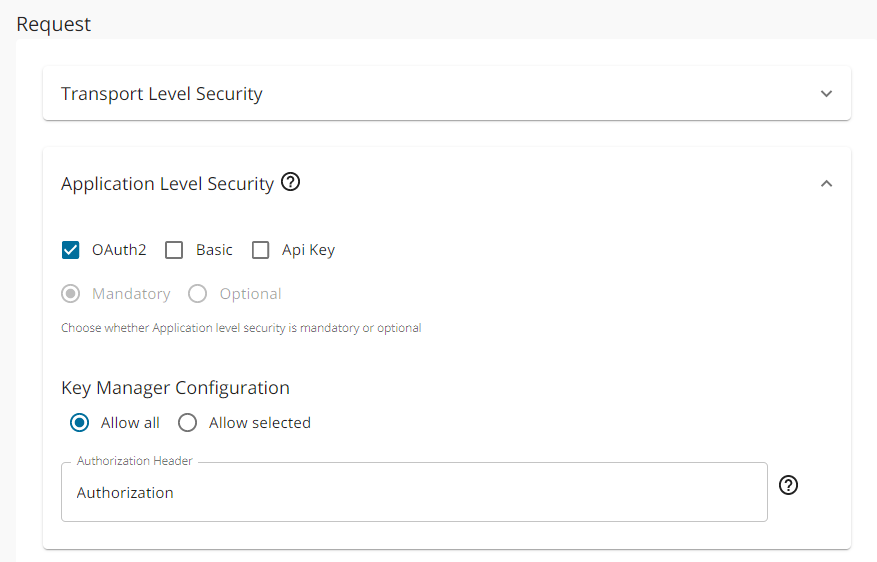 Request
Transport Level Security
Application Level Security
OAuth2 Basic Api Key
Mandatory Optional
Choose whether Application level security is mandatory or optional
Key Manager Configuration
Allow all Allow selected
Authorization Header
Authorization